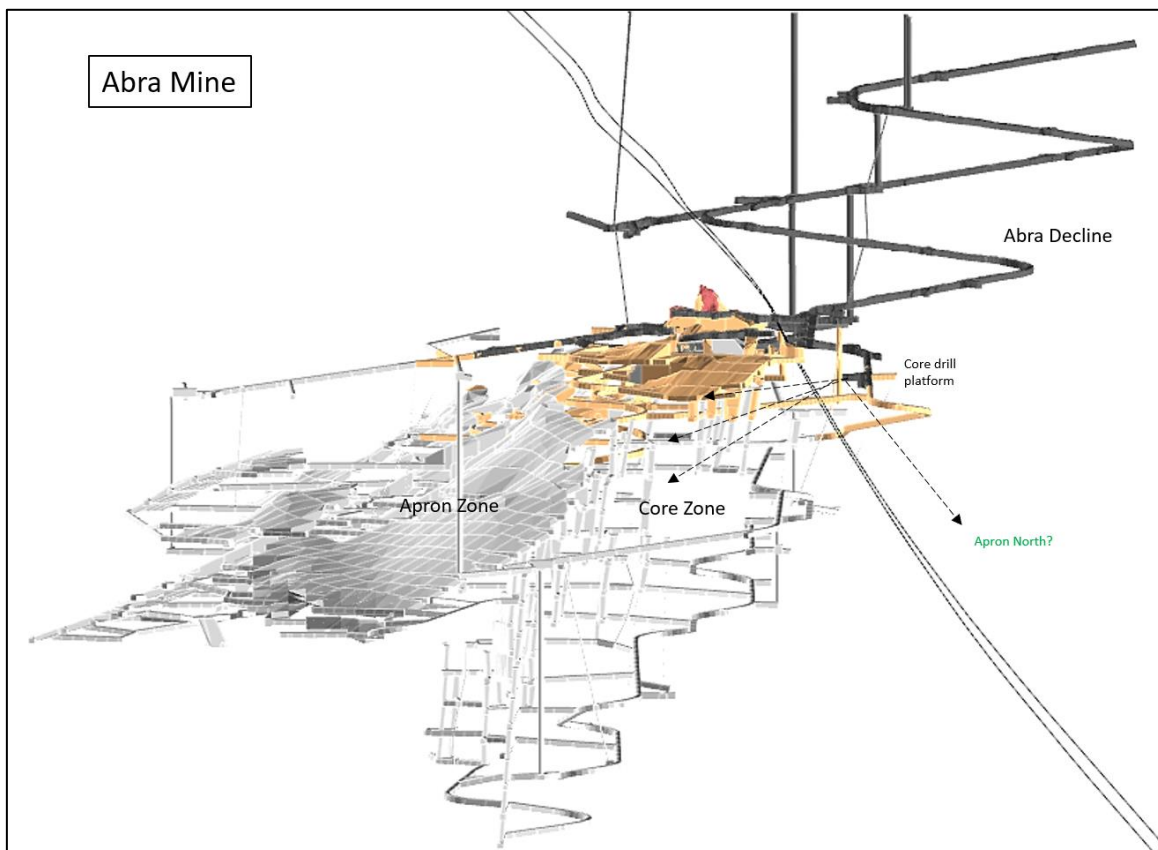 Abra Mine
Abra Decline
Core drill
platform
Apron Zone
Core Zone
Apron North?